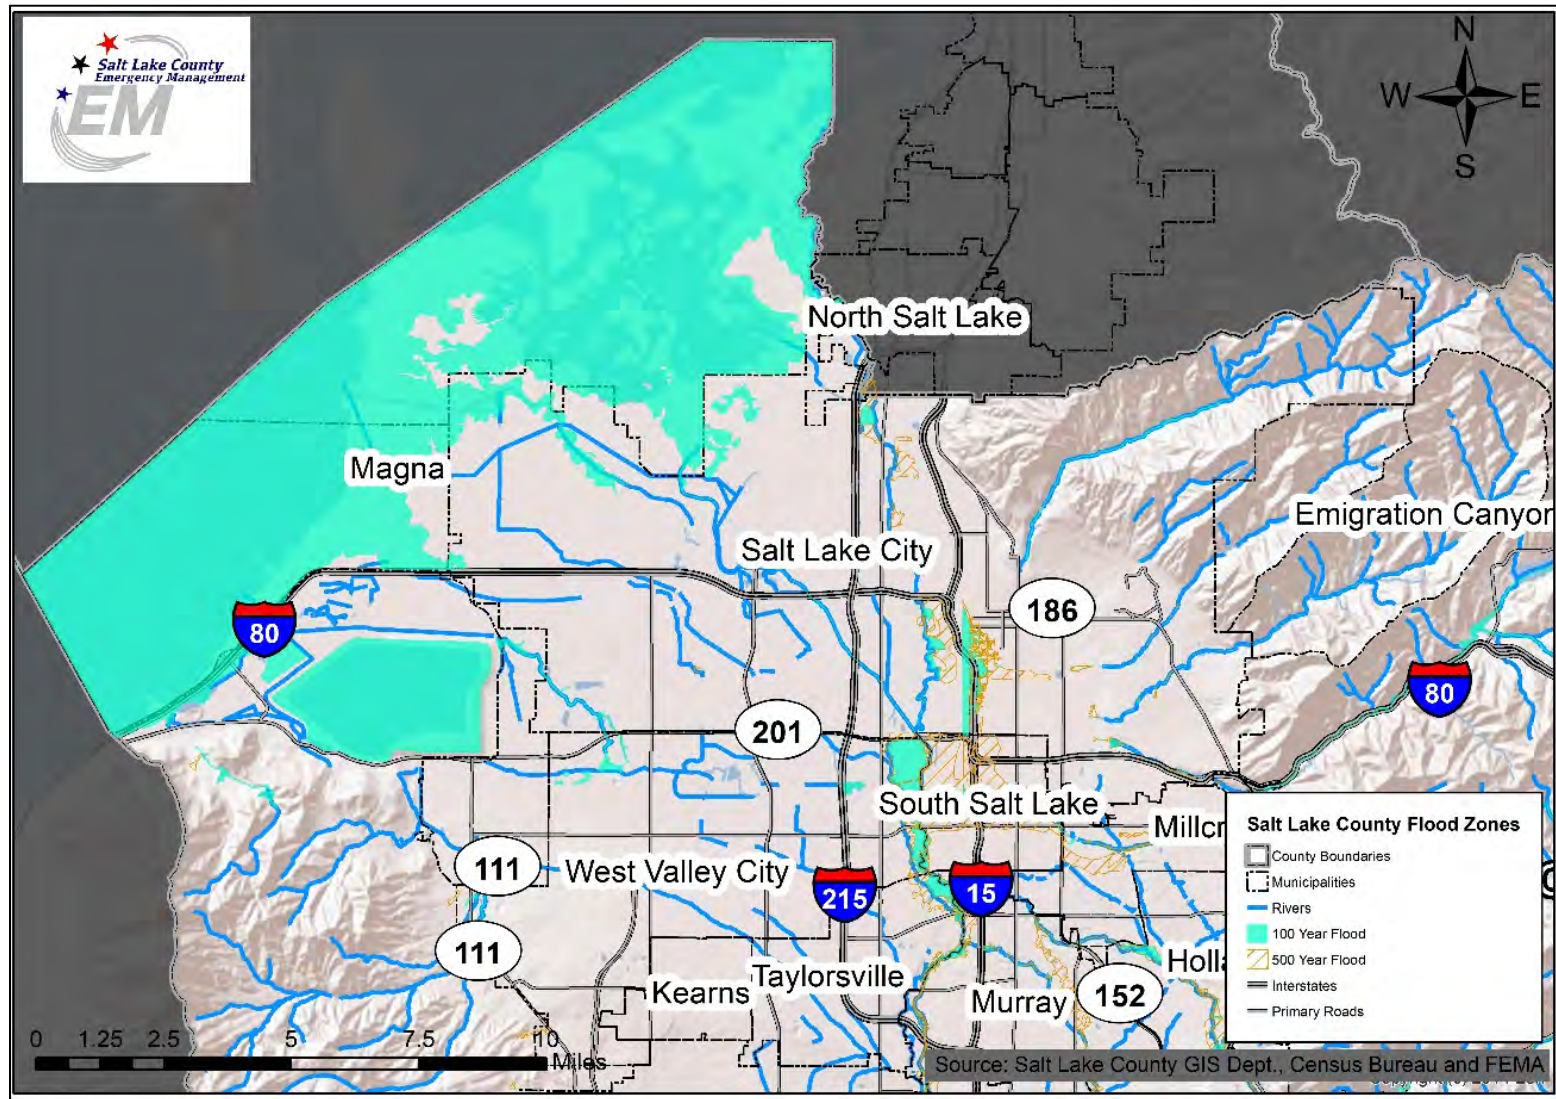 Salt Lake County
Emergency Management
EM
N
W
E
S
North Salt Lake
Magna
Emigration Canyon
Salt Lake City
186
80
80
201
South Salt Lake
Millcr
111
West Valley City
215
15
111
Holla
Taylorsville
Kearns
Murray
152
Salt Lake County Flood Zones
County Boundaries
Municipalities
Rivers
100 Year Flood
500 Year Flood
Interstates
Primary Roads
0 1.25 2.5 5 7.5 10
Miles
Source: Salt Lake County GIS Dept., Census Bureau and FEMA